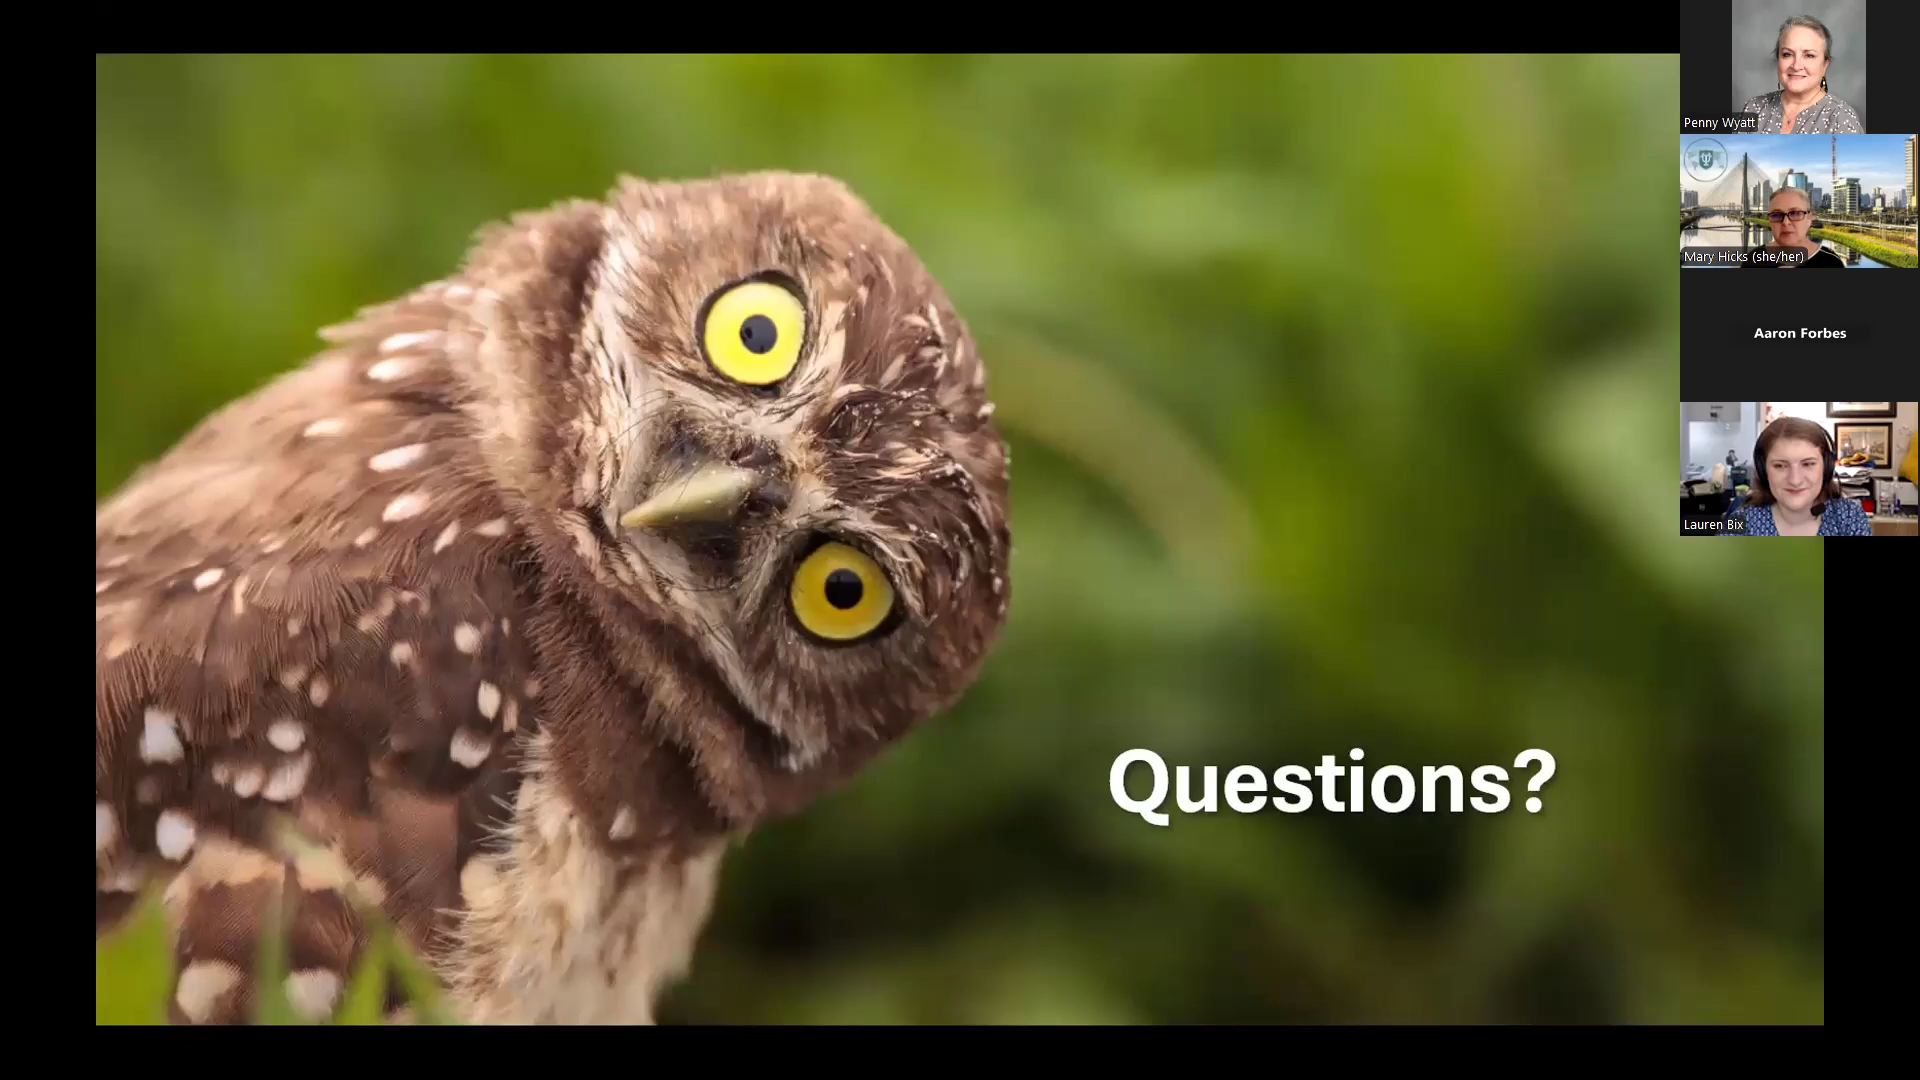 Penny Wyatt
Mary Hicks (she/her)
Aaron Forbes
Lauren Bix
Questions?